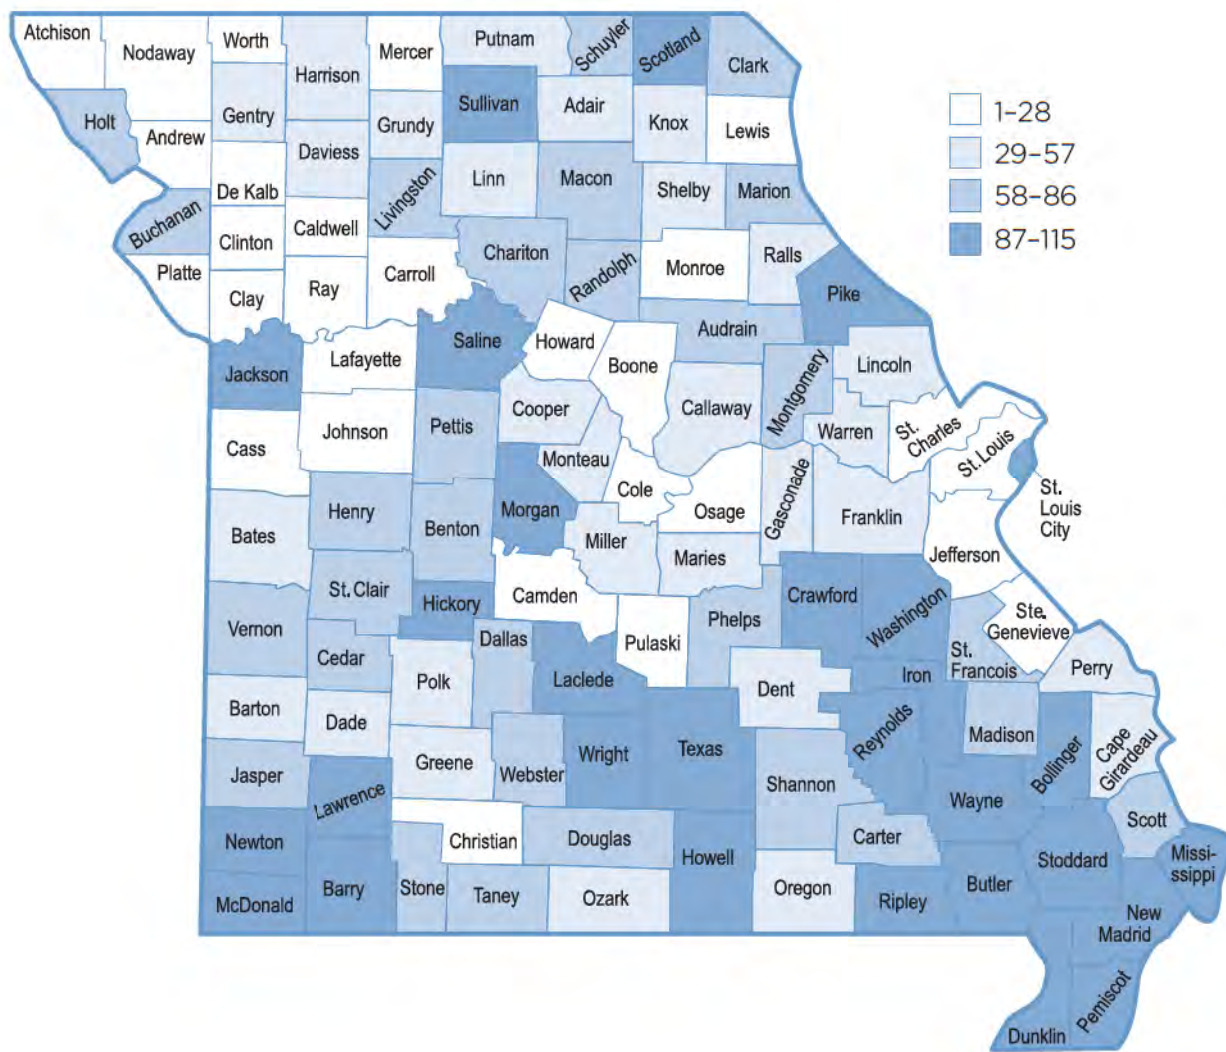 Atchison
Nodaway
Worth
Harrison
Mercer
Putnam
Schuyler
Scotland
Clark
Holt
Andrew
Gentry
Daviess
Grundy
Sullivan
Adair
Knox
Lewis
Buchanan
De Kalb
Livingston
Linn
Macon
Shelby
Marion
Platte
Clinton
Caldwell
Clay
Ray
Carroll
Chariton
Randolph
Monroe
Ralls
Pike
1–28
29–57
58–86
87–115
Jackson
Lafayette
Saline
Howard
Boone
Audrain
Callaway
Montgomery
Lincoln
Warren
St.
Charles
St. Louis
St.
Louis
City
Cass
Johnson
Pettis
Cooper
Monteau
Cole
Osage
Gasconade
Franklin
Jefferson
Bates
Henry
Benton
Morgan
Miller
Maries
Vernon
St. Clair
Hickory
Camden
Pulaski
Phelps
Crawford
Washington
Ste.
Genevieve
St.
Francois
Perry
Cedar
Dallas
Polk
Laclede
Dent
Iron
Barton
Dade
Greene
Webster
Wright
Texas
Shannon
Reynolds
Madison
Bollinger
Cape
Girardeau
Jasper
Lawrence
Newton
McDonald
Barry
Stone
Christian
Taney
Douglas
Ozark
Howell
Oregon
Carter
Ripley
Wayne
Butler
Scott
Stoddard
Missi-
ssippi
New
Madrid
Pemiscot
Dunklin